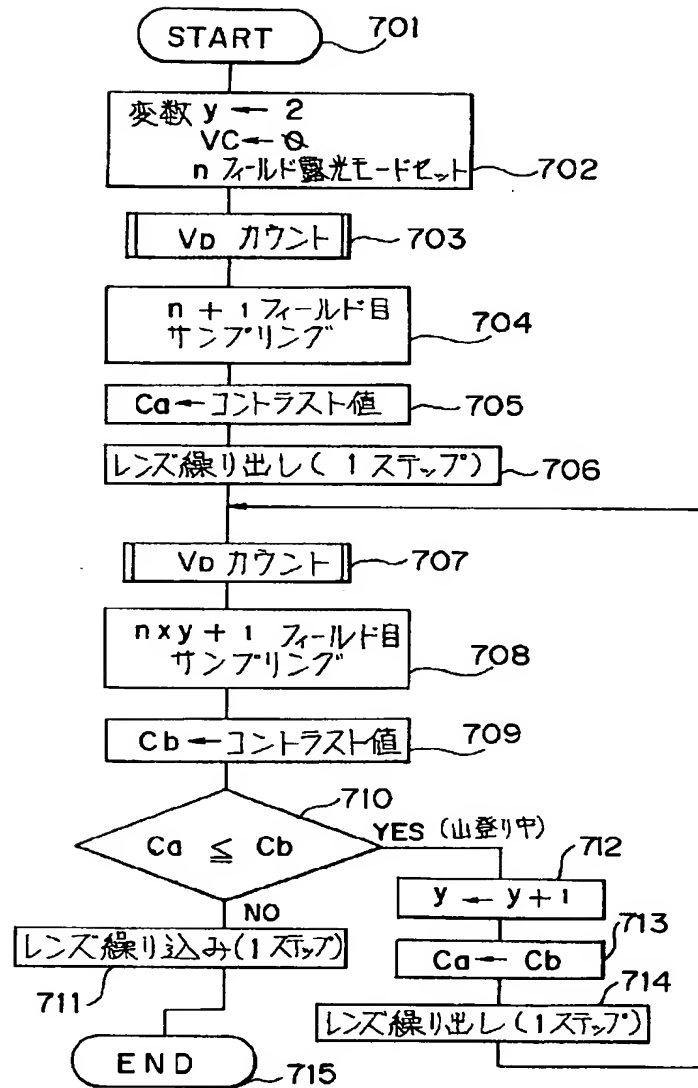 START
701
変数 y ← 2
VC ← 0
n フィールド露光モードセット
702
VD カウント
703
n + 1 フィールド目
サンプリング
704
Ca ← コントラスト値
705
レンズ繰り出し(1ステップ)
706
VD カウント
707
n x y + 1 フィールド目
サンプリング
708
Cb ← コントラスト値
709
710
Ca ≦ Cb
YES (山登り中)
712
y ← y + 1
713
Ca ← Cb
714
レンズ繰り出し(1ステップ)
NO
レンズ繰り込み(1ステップ)
711
END
715